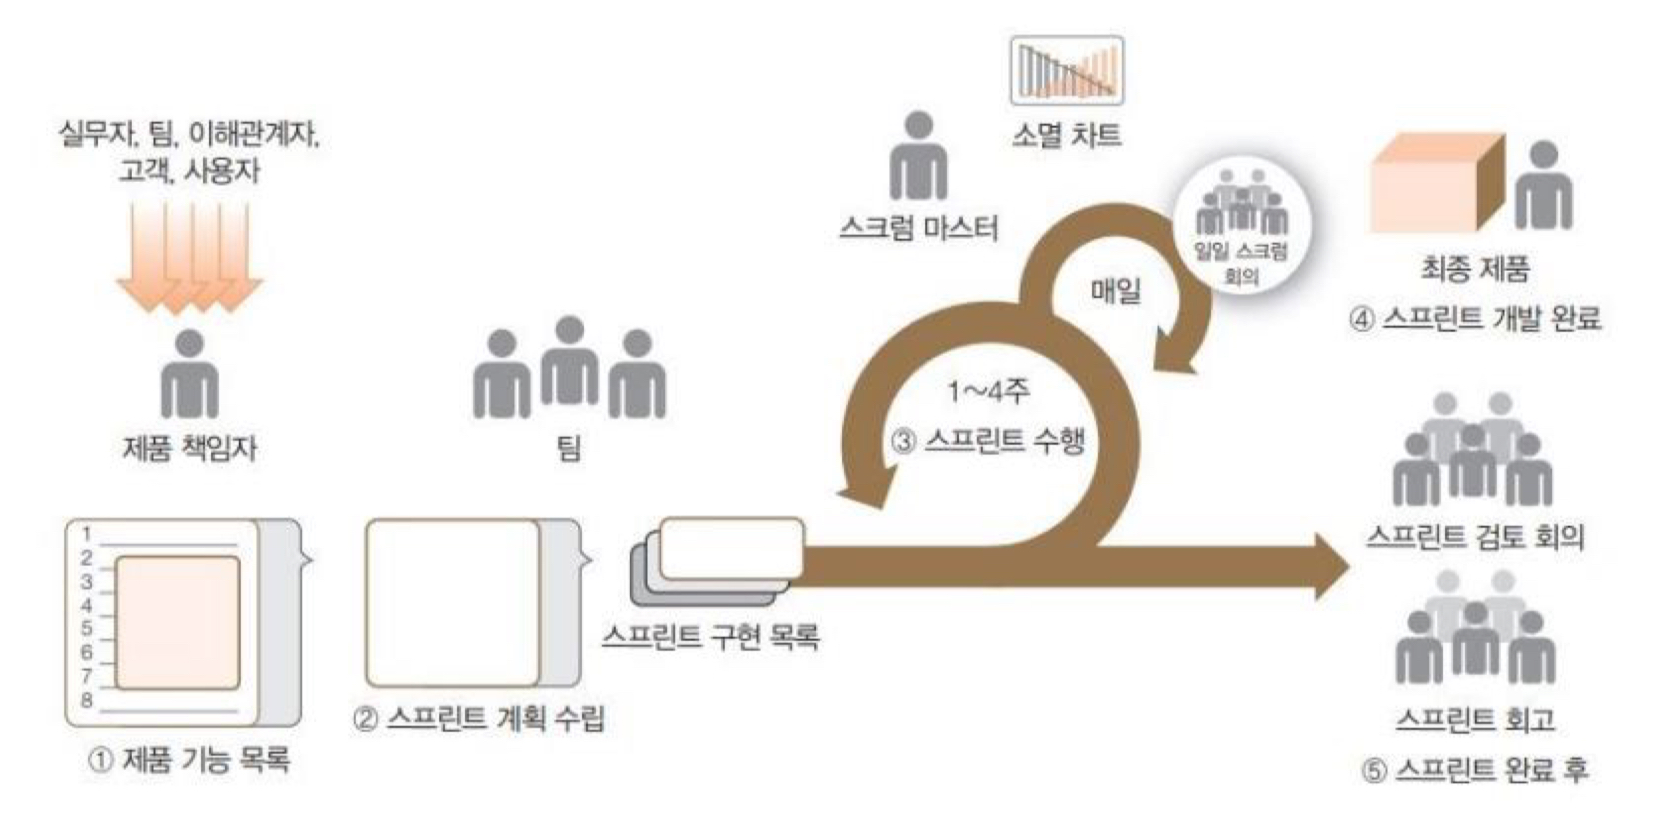 실무자, 팀, 이해관계자,
고객, 사용자
제품 책임자
1
2
3
4
5
6
7
8
① 제품 기능 목록
팀
② 스프린트 계획 수립
스프린트 구현 목록
스크럼 마스터
소멸 차트
일일 스크럼
회의
매일
1~4주
③ 스프린트 수행
최종 제품
④ 스프린트 개발 완료
스프린트 검토 회의
스프린트 회고
⑤ 스프린트 완료 후